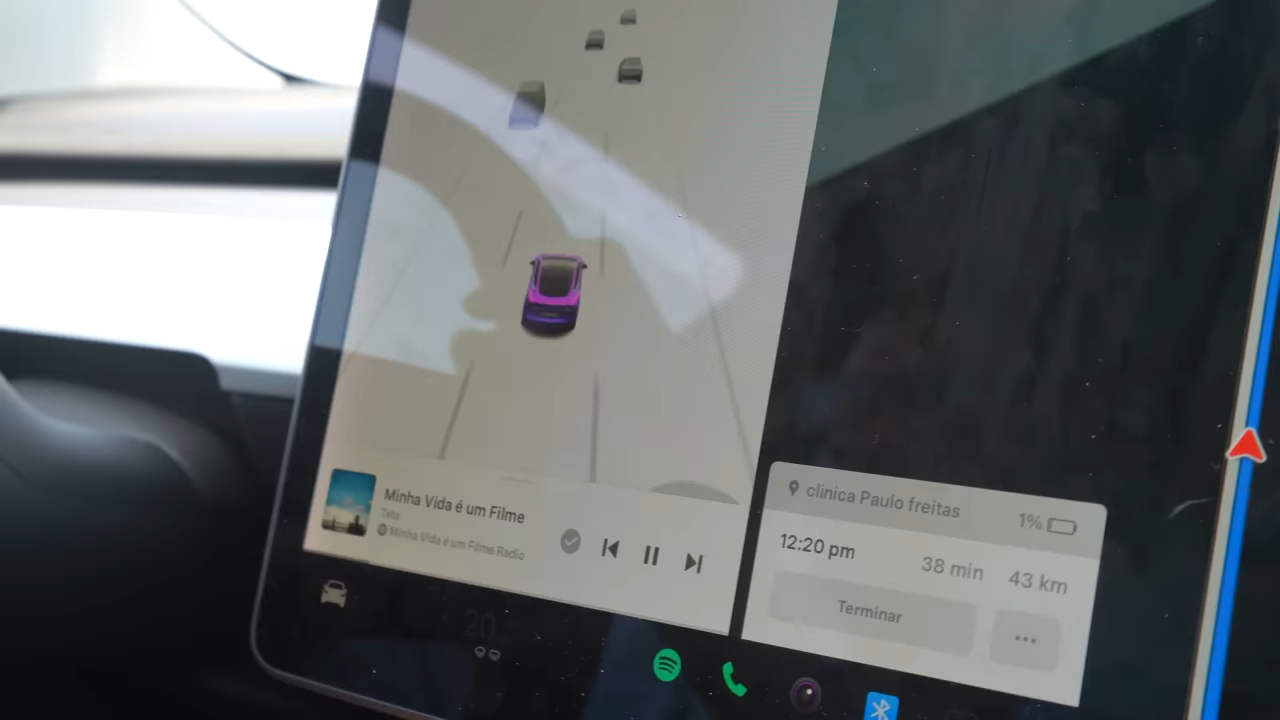 Minha Vida é um Filme
Teto
Minha Vida é um Filme Radio
clinica Paulo freitas
1%
12:20 pm
38 min
43 km
Terminar
20